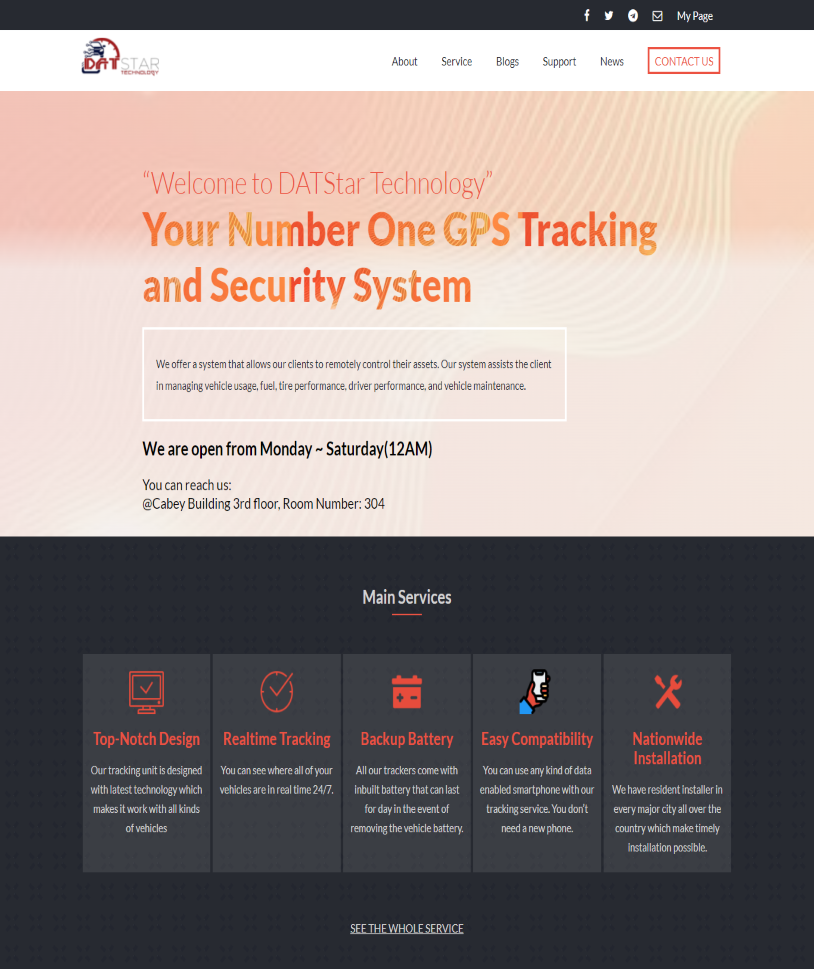 My Page
DATSTAR
TECHNOLOGY
About Service Blogs Support News CONTACT US
“Welcome to DATStar Technology”
Your Number One GPS Tracking
and Security System
We offer a system that allows our clients to remotely control their assets. Our system assists the client
in managing vehicle usage, fuel, tire performance, driver performance, and vehicle maintenance.
We are open from Monday ~ Saturday(12AM)
You can reach us:
@Cabey Building 3rd floor, Room Number: 304
Main Services
Top-Notch Design
Our tracking unit is designed
with latest technology which
makes it work with all kinds
of vehicles
Realtime Tracking
You can see where all of your
vehicles are in real time 24/7.
Backup Battery
All our trackers come with
inbuilt battery that can last
for day in the event of
removing the vehicle battery.
Easy Compatibility
You can use any kind of data
enabled smartphone with our
tracking service. You don't
need a new phone.
Nationwide
Installation
We have resident installer in
every major city all over the
country which make timely
installation possible.
SEE THE WHOLE SERVICE